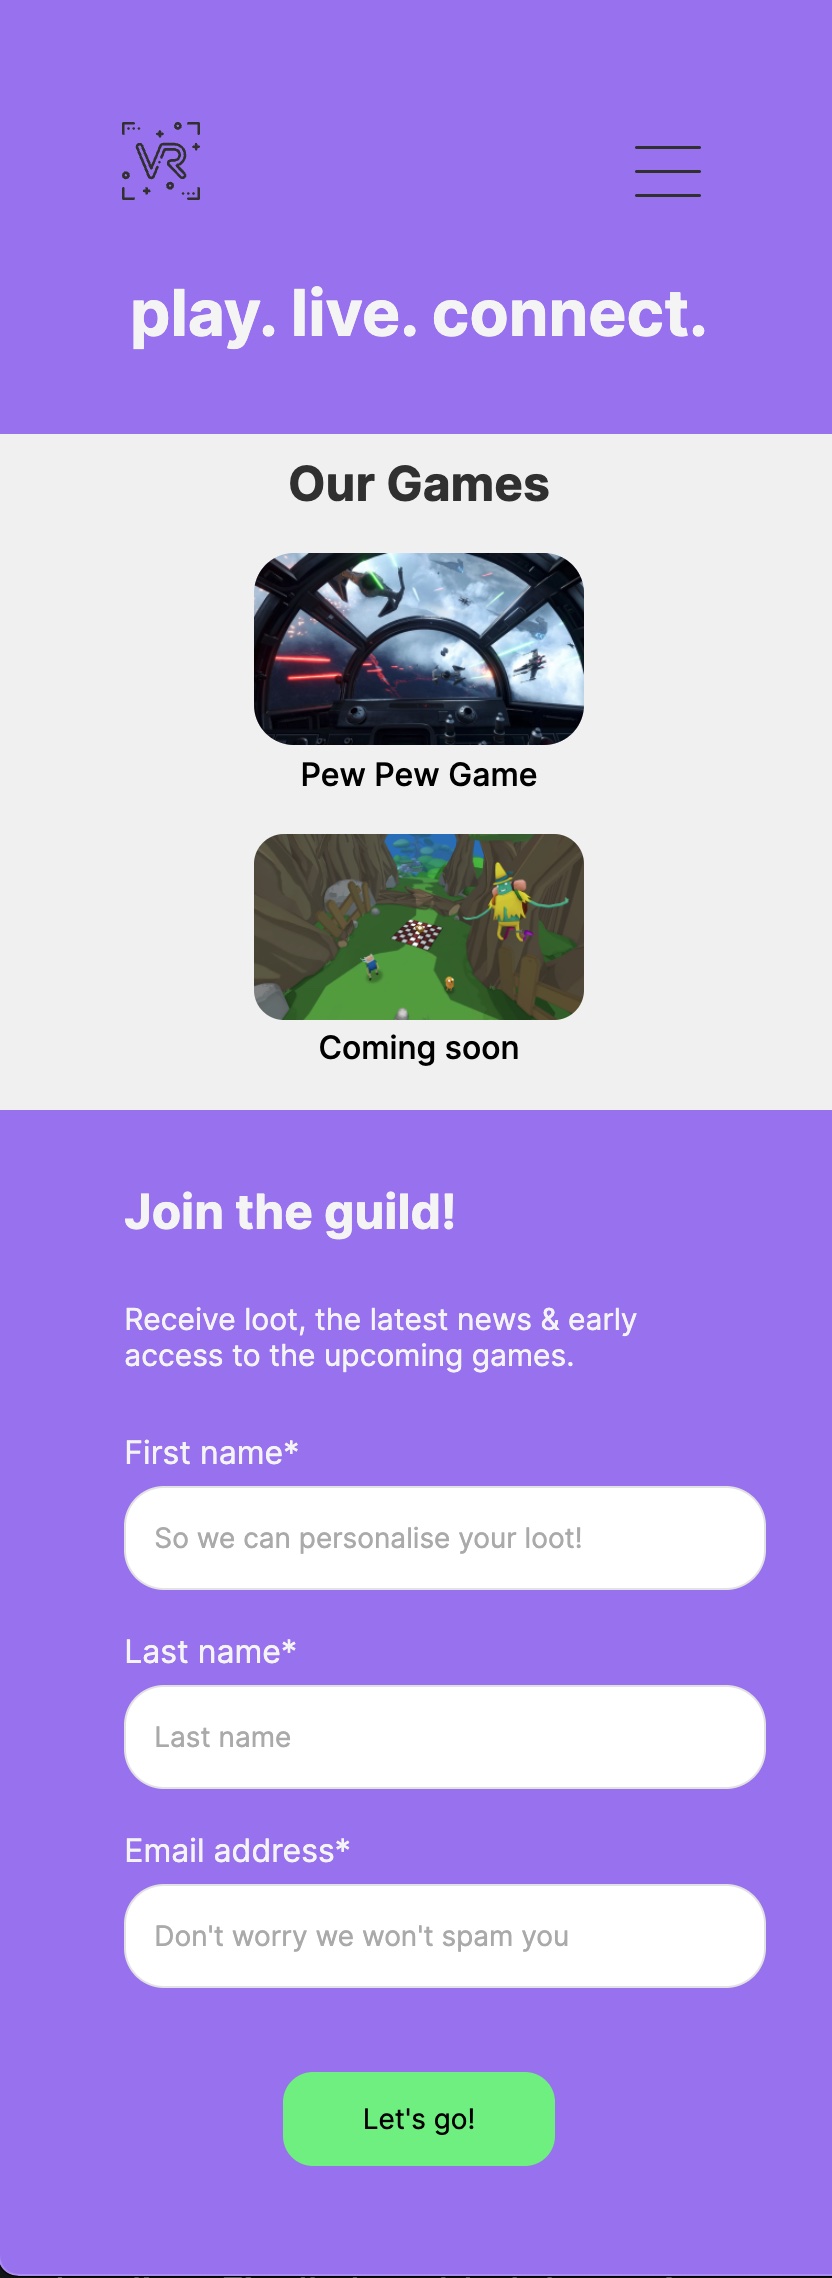 VR
play. live. connect.
Our Games
Pew Pew Game
Coming soon
Join the guild!
Receive loot, the latest news & early
access to the upcoming games.
First name*
So we can personalise your loot!
Last name*
Last name
Email address*
Don't worry we won't spam you
Let's go!